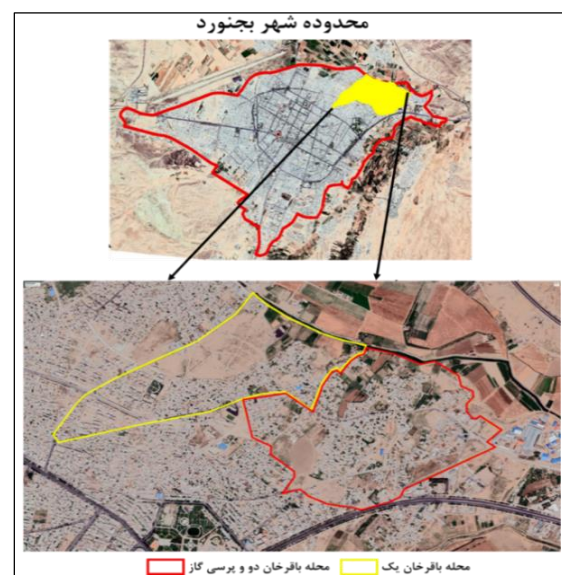 محدوده شهر بجنورد
محله باقرخان یک
محله باقرخان دو و پرسی گاز